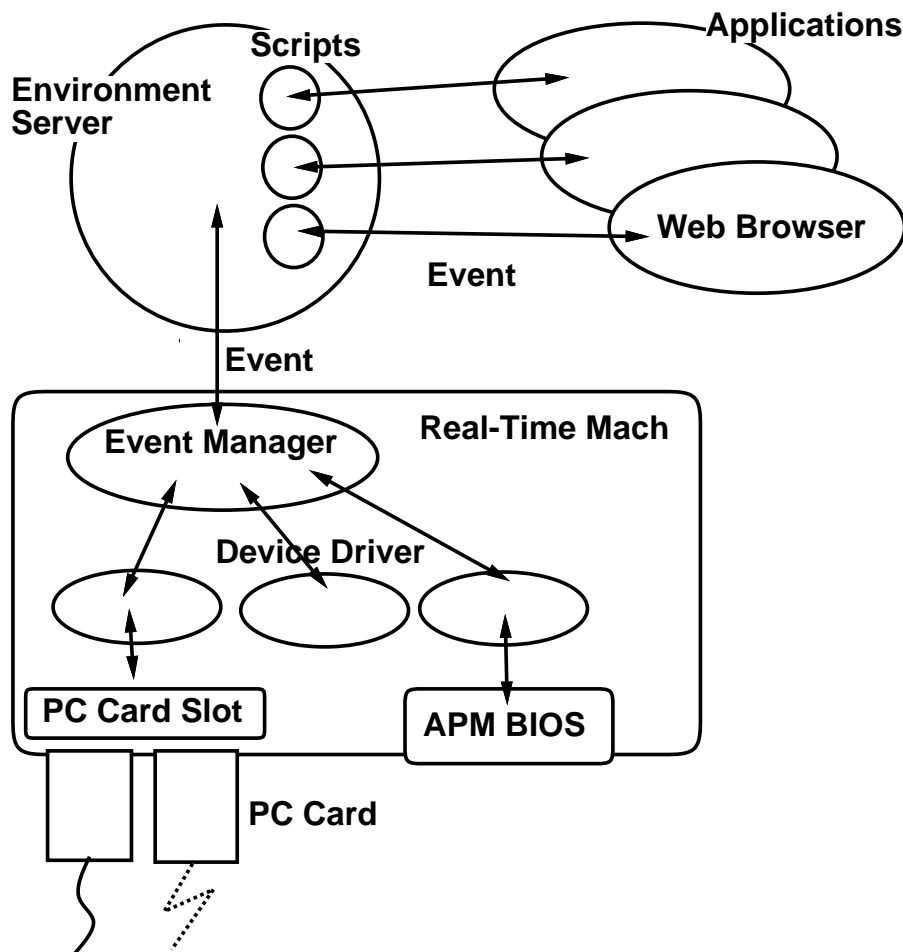 Applications
Scripts
Environment
Server
Web Browser
Event
Event
Event Manager
Real-Time Mach
Device Driver
PC Card Slot
APM BIOS
PC Card